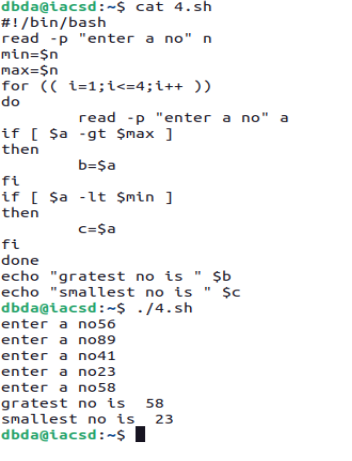 dbda@iacsd:~$ cat 4.sh
#!/bin/bash
read -p "enter a no" n
min=$n
max=$n
for (( i=1;i<=4;i++ ))
do
        read -p "enter a no" a
if [ $a -gt $max ]
then
        b=$a
fi
if [ $a -lt $min ]
then
        c=$a
fi
done
echo "gratest no is " $b
echo "smallest no is " $c
dbda@iacsd:~$ ./4.sh
enter a no56
enter a no89
enter a no41
enter a no23
enter a no58
gratest no is  58
smallest no is  23
dbda@iacsd:~$